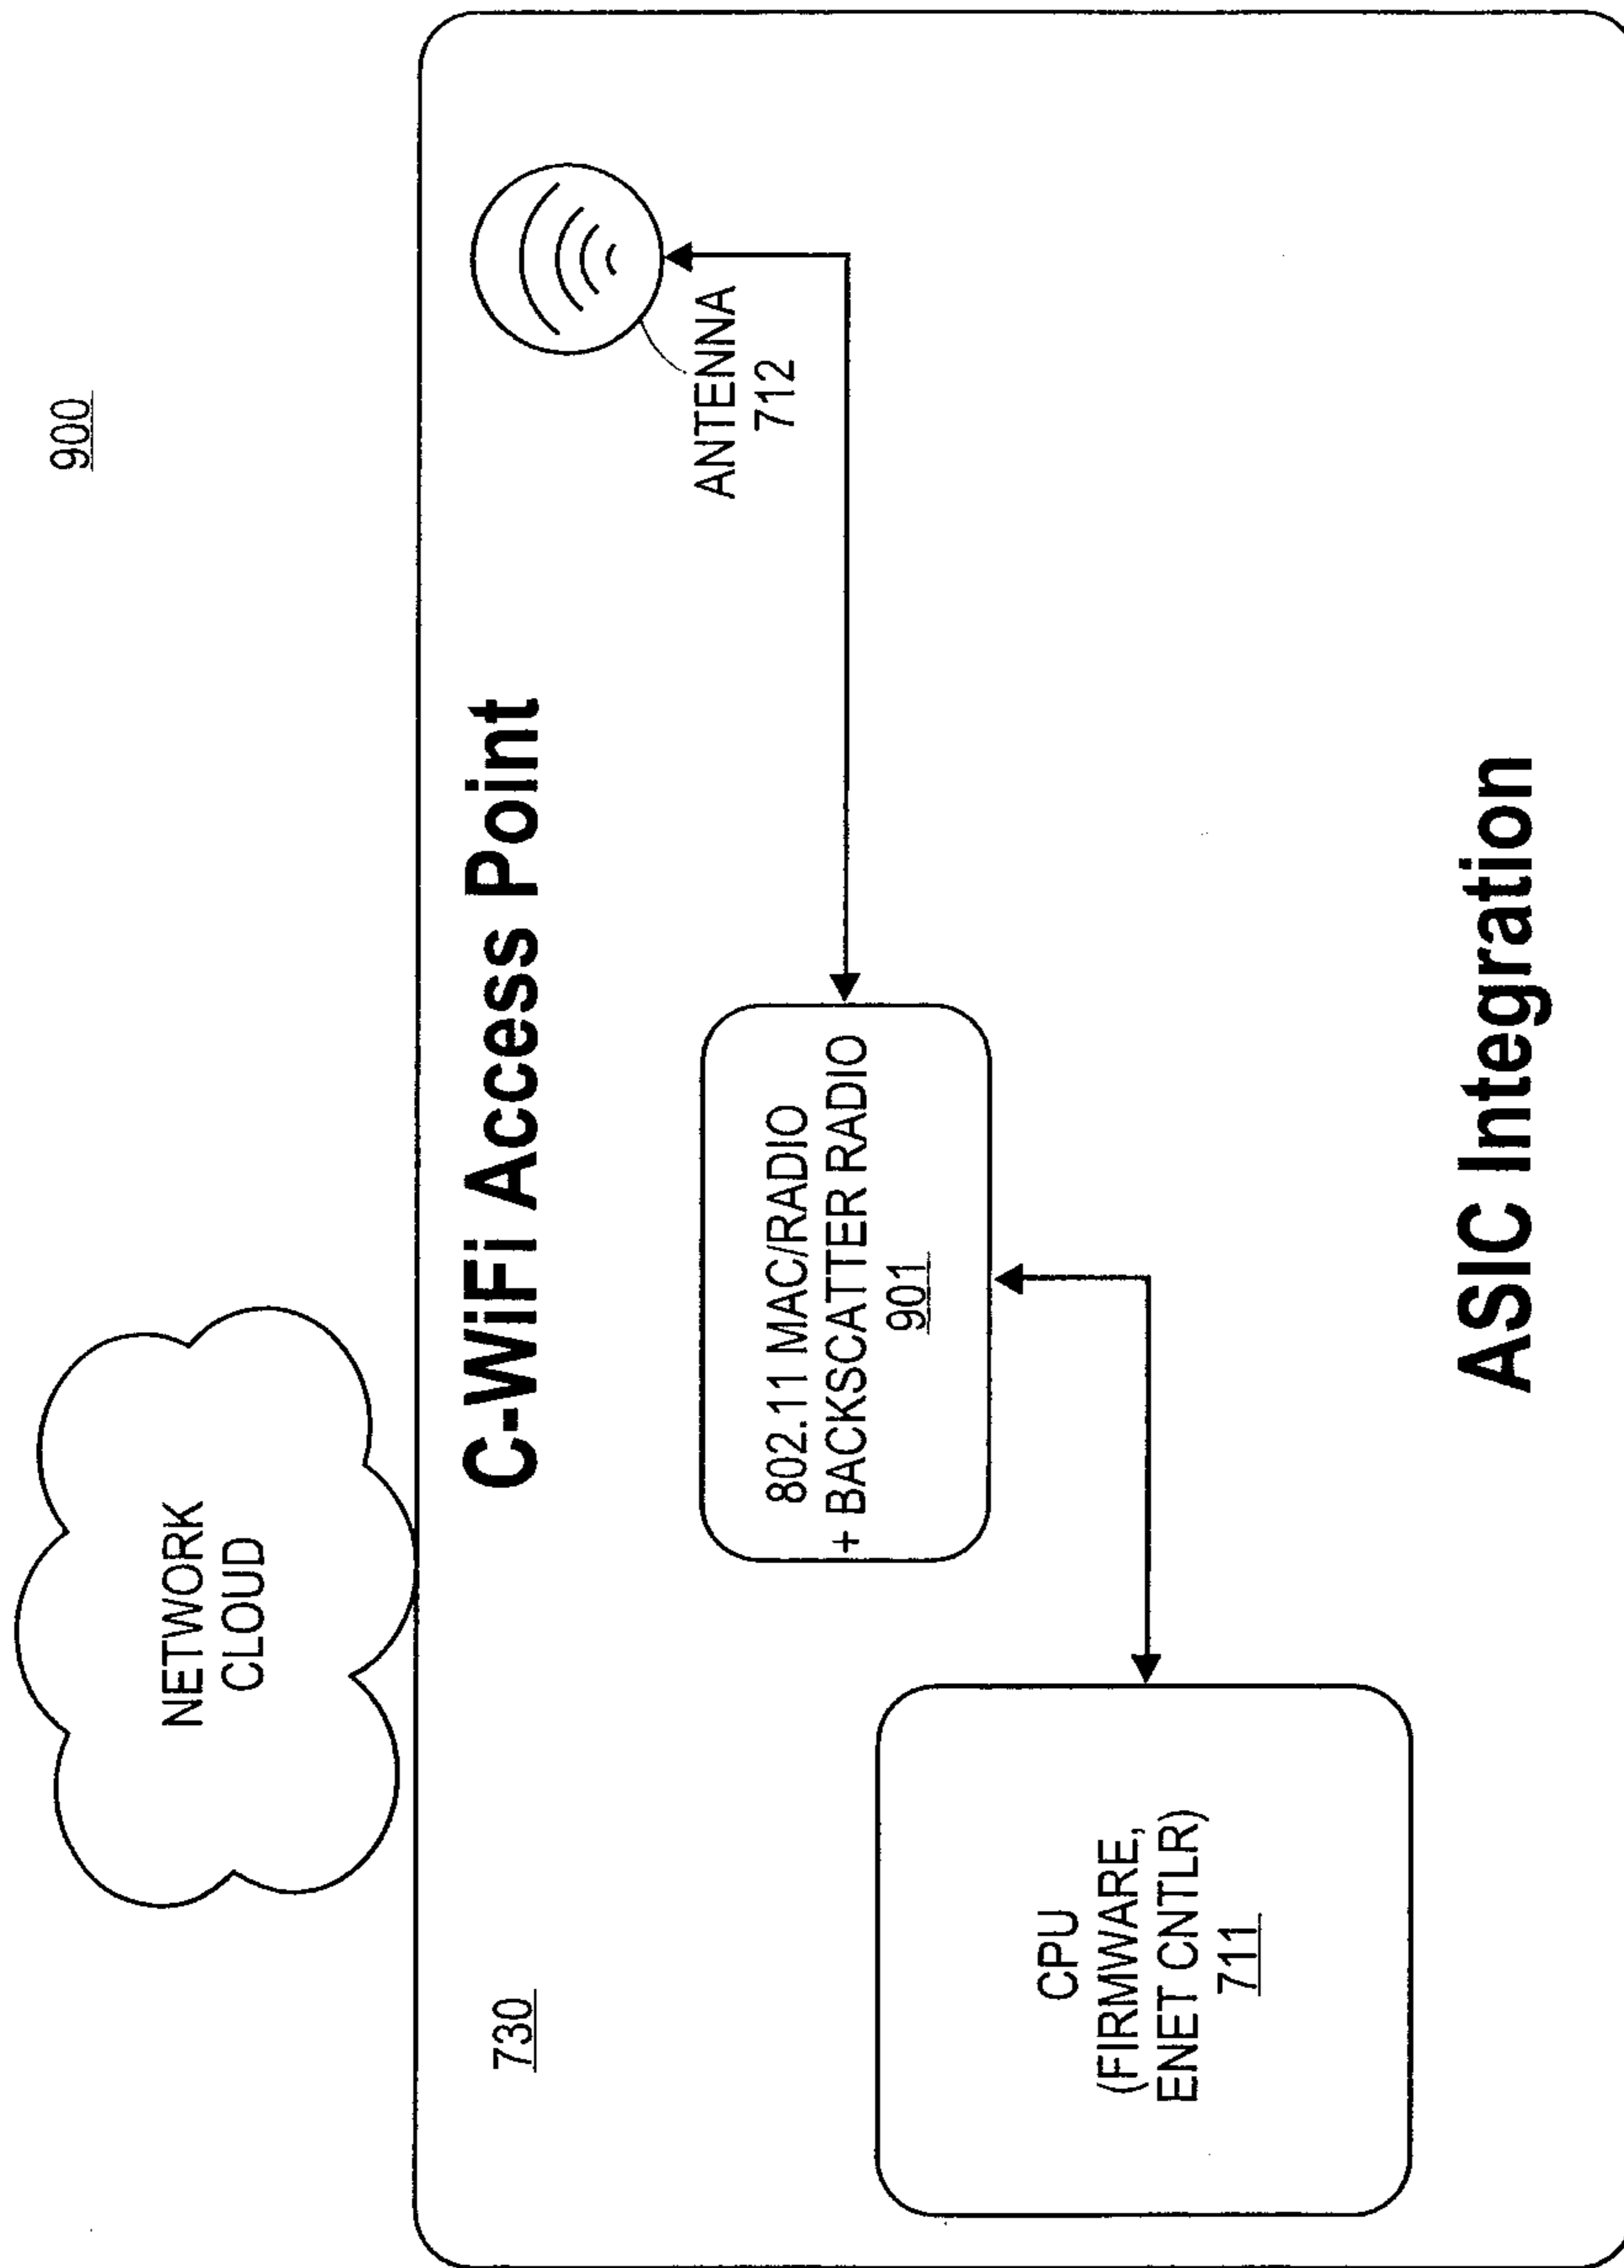 900
NETWORK
CLOUD
730
C-WiFi Access Point
ANTENNA
712
802.11 MAC/RADIO
+ BACKSCATTER RADIO
901
CPU
(FIRMWARE,
ENET CNTLR)
711
ASIC Integration